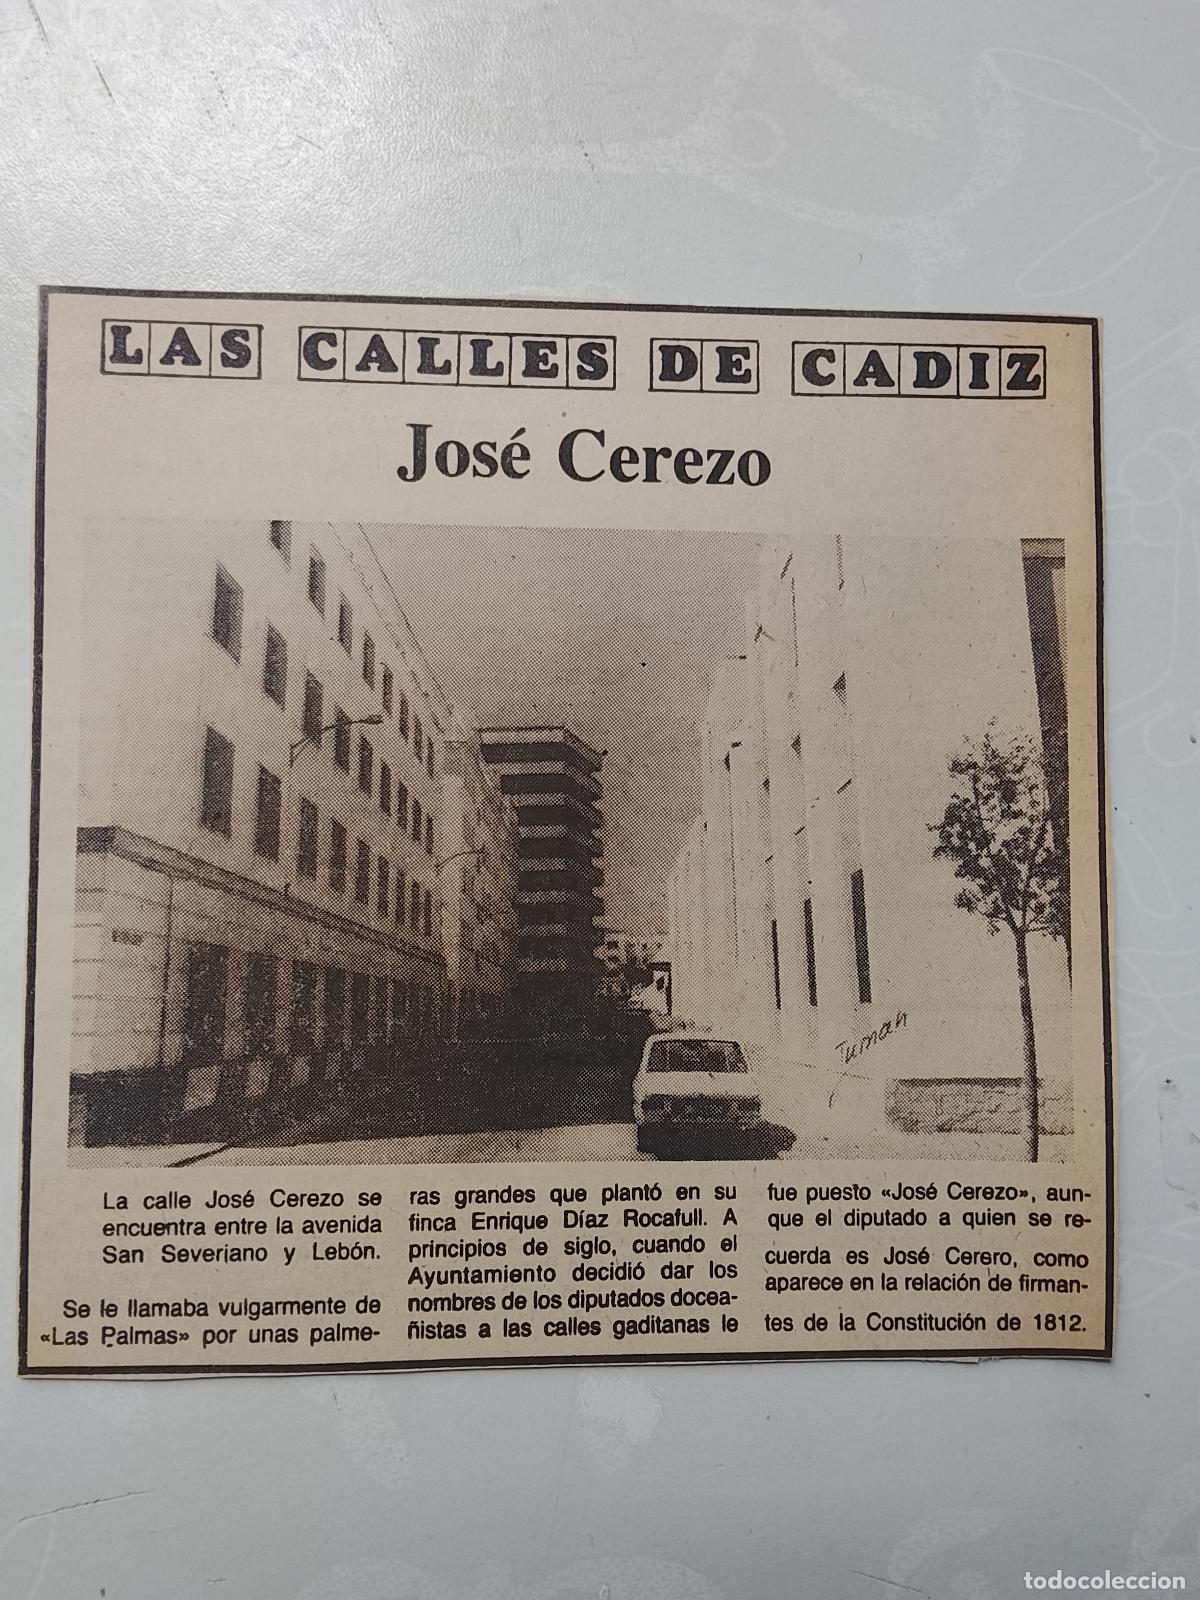 LAS CALLES DE CADIZ
José Cerezo
Juman
La calle José Cerezo se
encuentra entre la avenida
San Severiano y Lebón.
Se le llamaba vulgarmente de
«Las Palmas» por unas palme-
ras grandes que plantó en su
finca Enrique Díaz Rocafull. A
principios de siglo, cuando el
Ayuntamiento decidió dar los
nombres de los diputados docea-
ñistas a las calles gaditanas le
fue puesto «José Cerezo», aun-
que el diputado a quien se re-
cuerda es José Cerero, como
aparece en la relación de firman-
tes de la Constitución de 1812.
todocoleccion